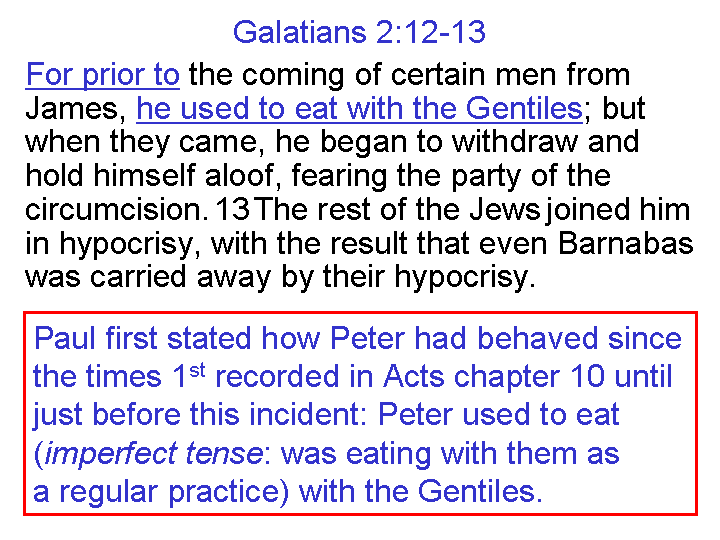 Galatians 2:12-13
For prior to the coming of certain men from
James, he used to eat with the Gentiles; but
when they came, he began to withdraw and
hold himself aloof, fearing the party of the
circumcision. 13 The rest of the Jews joined him
in hypocrisy, with the result that even Barnabas
was carried away by their hypocrisy.
Paul first stated how Peter had behaved since
the times 1st recorded in Acts chapter 10 until
just before this incident: Peter used to eat
(imperfect tense: was eating with them as
a regular practice) with the Gentiles.